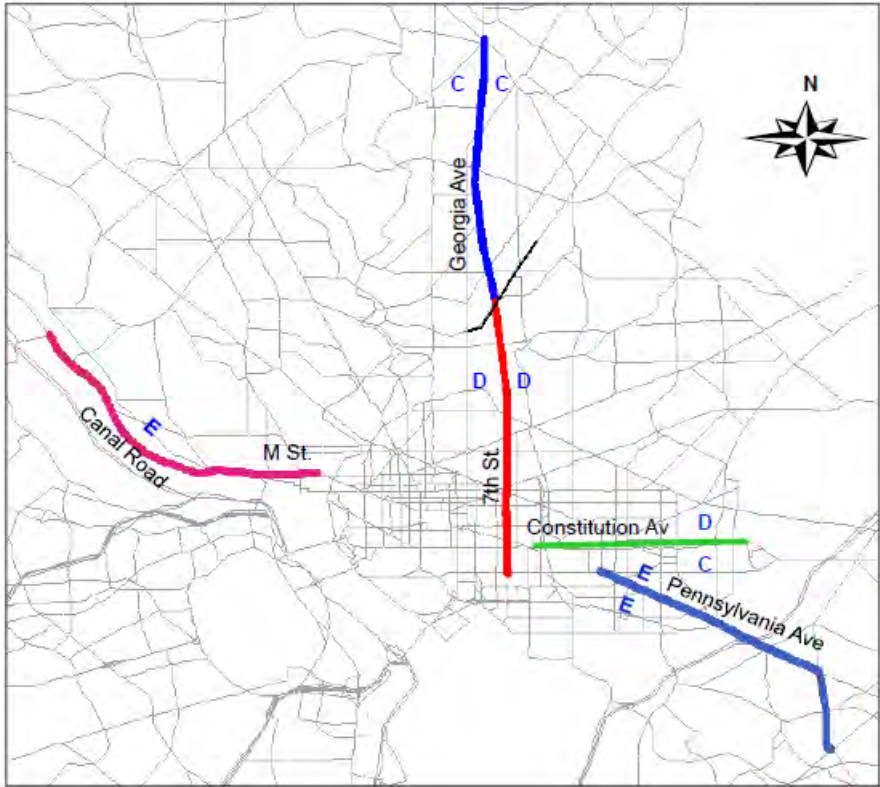 C C
N
Georgia Ave
D D
E
M St.
Canal Road
7th St.
Constitution Av
D
C
E
E
Pennsylvania Ave